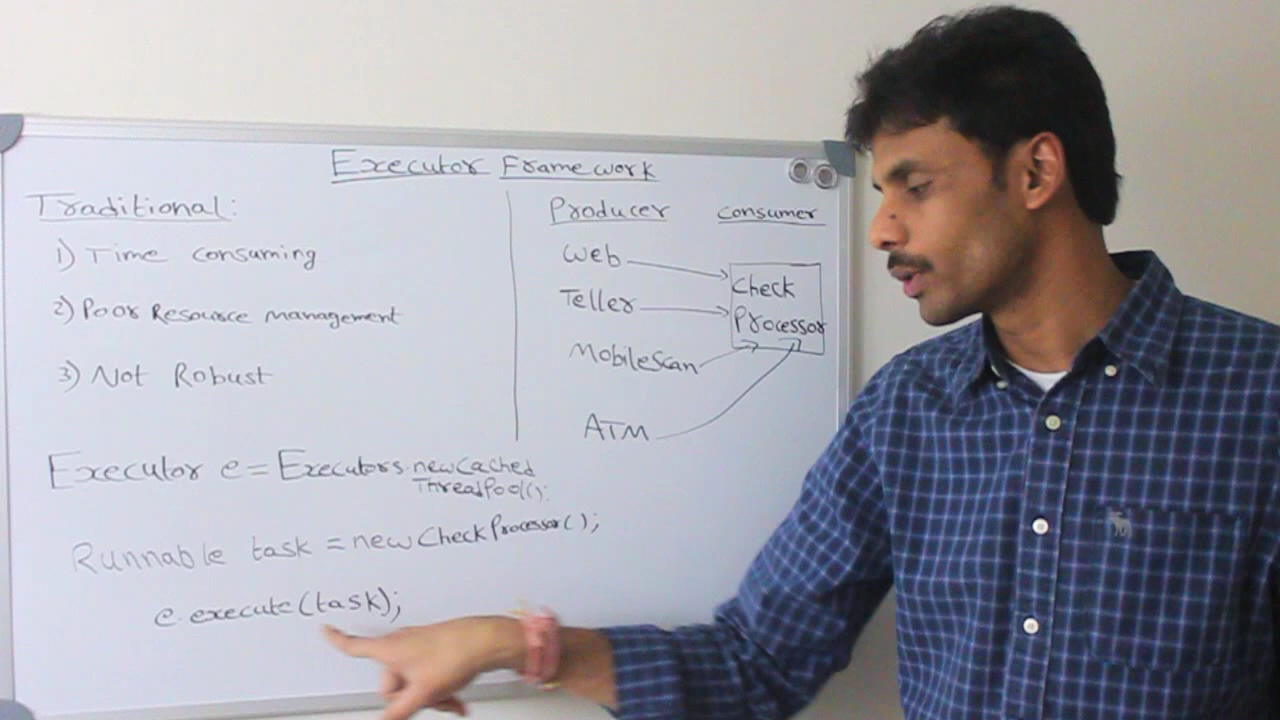 Executor Framework
Traditional:
1) Time consuming
2) Poor Resource management
3) Not Robust
Producer
consumer
Web
Teller
MobileScan
ATM
Check
Processor
Executor e = Executors.newCached
ThreadPool();
Runnable task = new CheckProcessor();
e.execute(task);